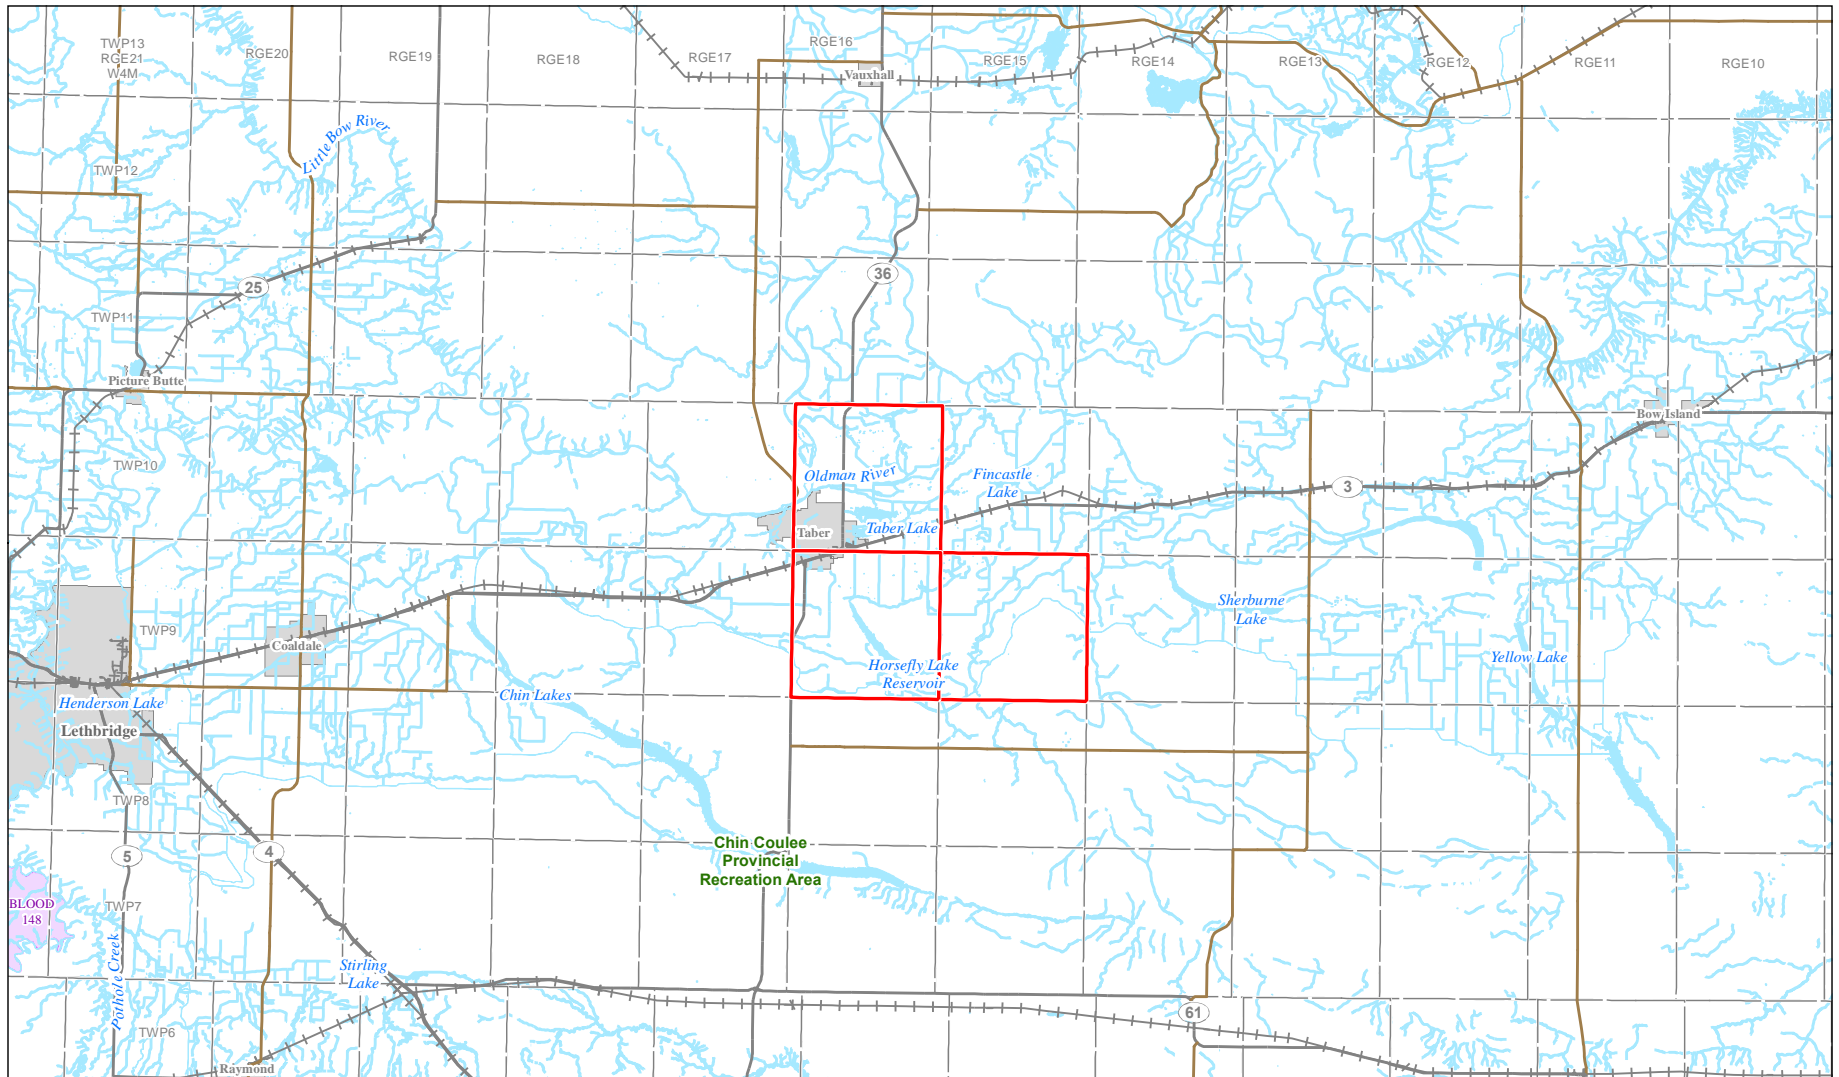 TWP13
RGE21
W4M
RGE20
RGE19
RGE18
RGE17
RGE16
RGE15
RGE14
RGE13
RGE12
RGE11
RGE10
Vauxhall
Little Bow River
TWP12
36
25
TWP11
Picture Butte
Bow Island
TWP10
Oldman River
Fincastle
Lake
3
Taber
Taber Lake
Sherburne
Lake
TWP9
Coaldale
Yellow Lake
Horsefly Lake
Reservoir
Chin Lakes
Henderson Lake
Lethbridge
TWP8
Chin Coulee
Provincial
Recreation Area
5
4
BLOOD
148
TWP7
Pothole Creek
Stirling
Lake
61
TWP6
Raymond